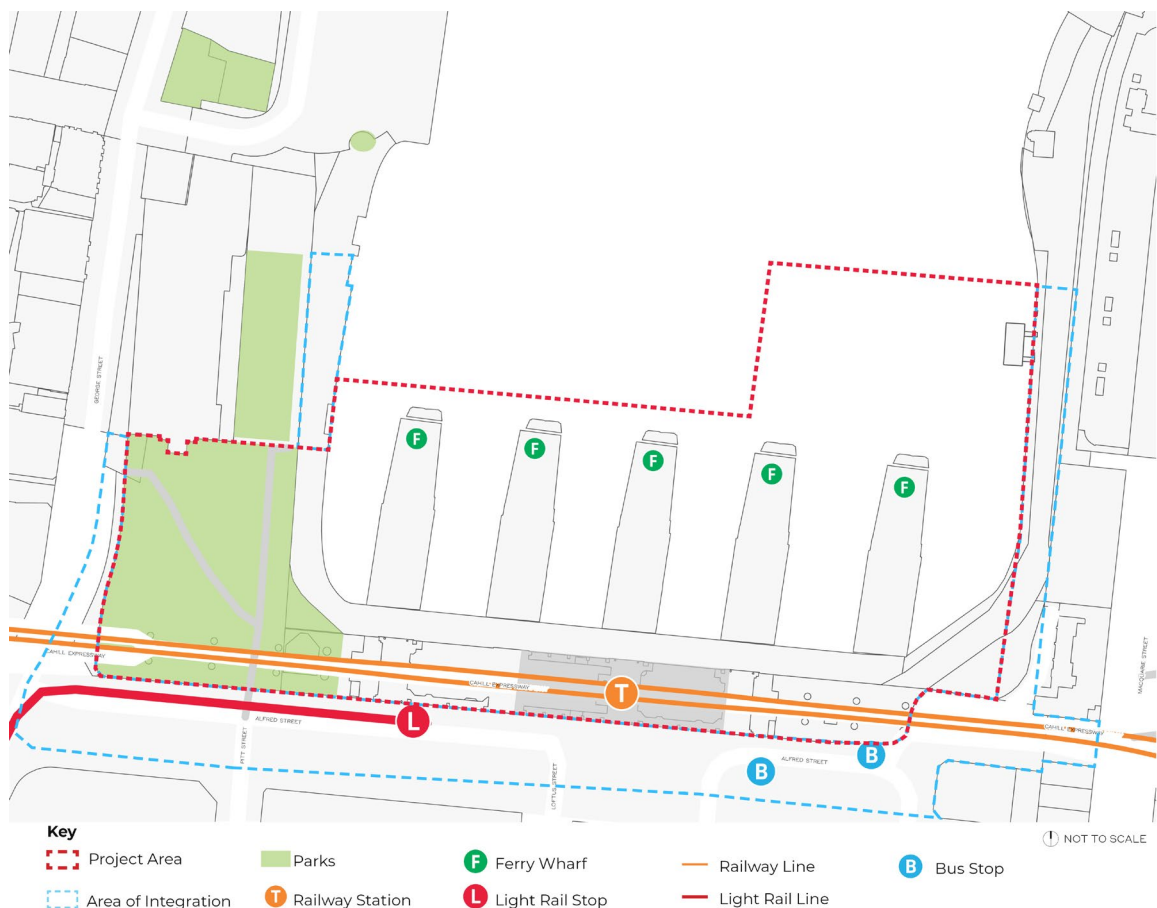 GEORGE STREET
F
F
F
F
F
CAHILL EXPRESSWAY
CAHILL EXPRESSWAY
T
CAHILL EXPRESSWAY
MACQUARIE STREET
L
ALFRED STREET
PITT STREET
LOFTUS STREET
B
B
ALFRED STREET
Key
NOT TO SCALE
Project Area
Parks
F Ferry Wharf
Railway Line
B Bus Stop
Area of Integration
T Railway Station
L Light Rail Stop
Light Rail Line